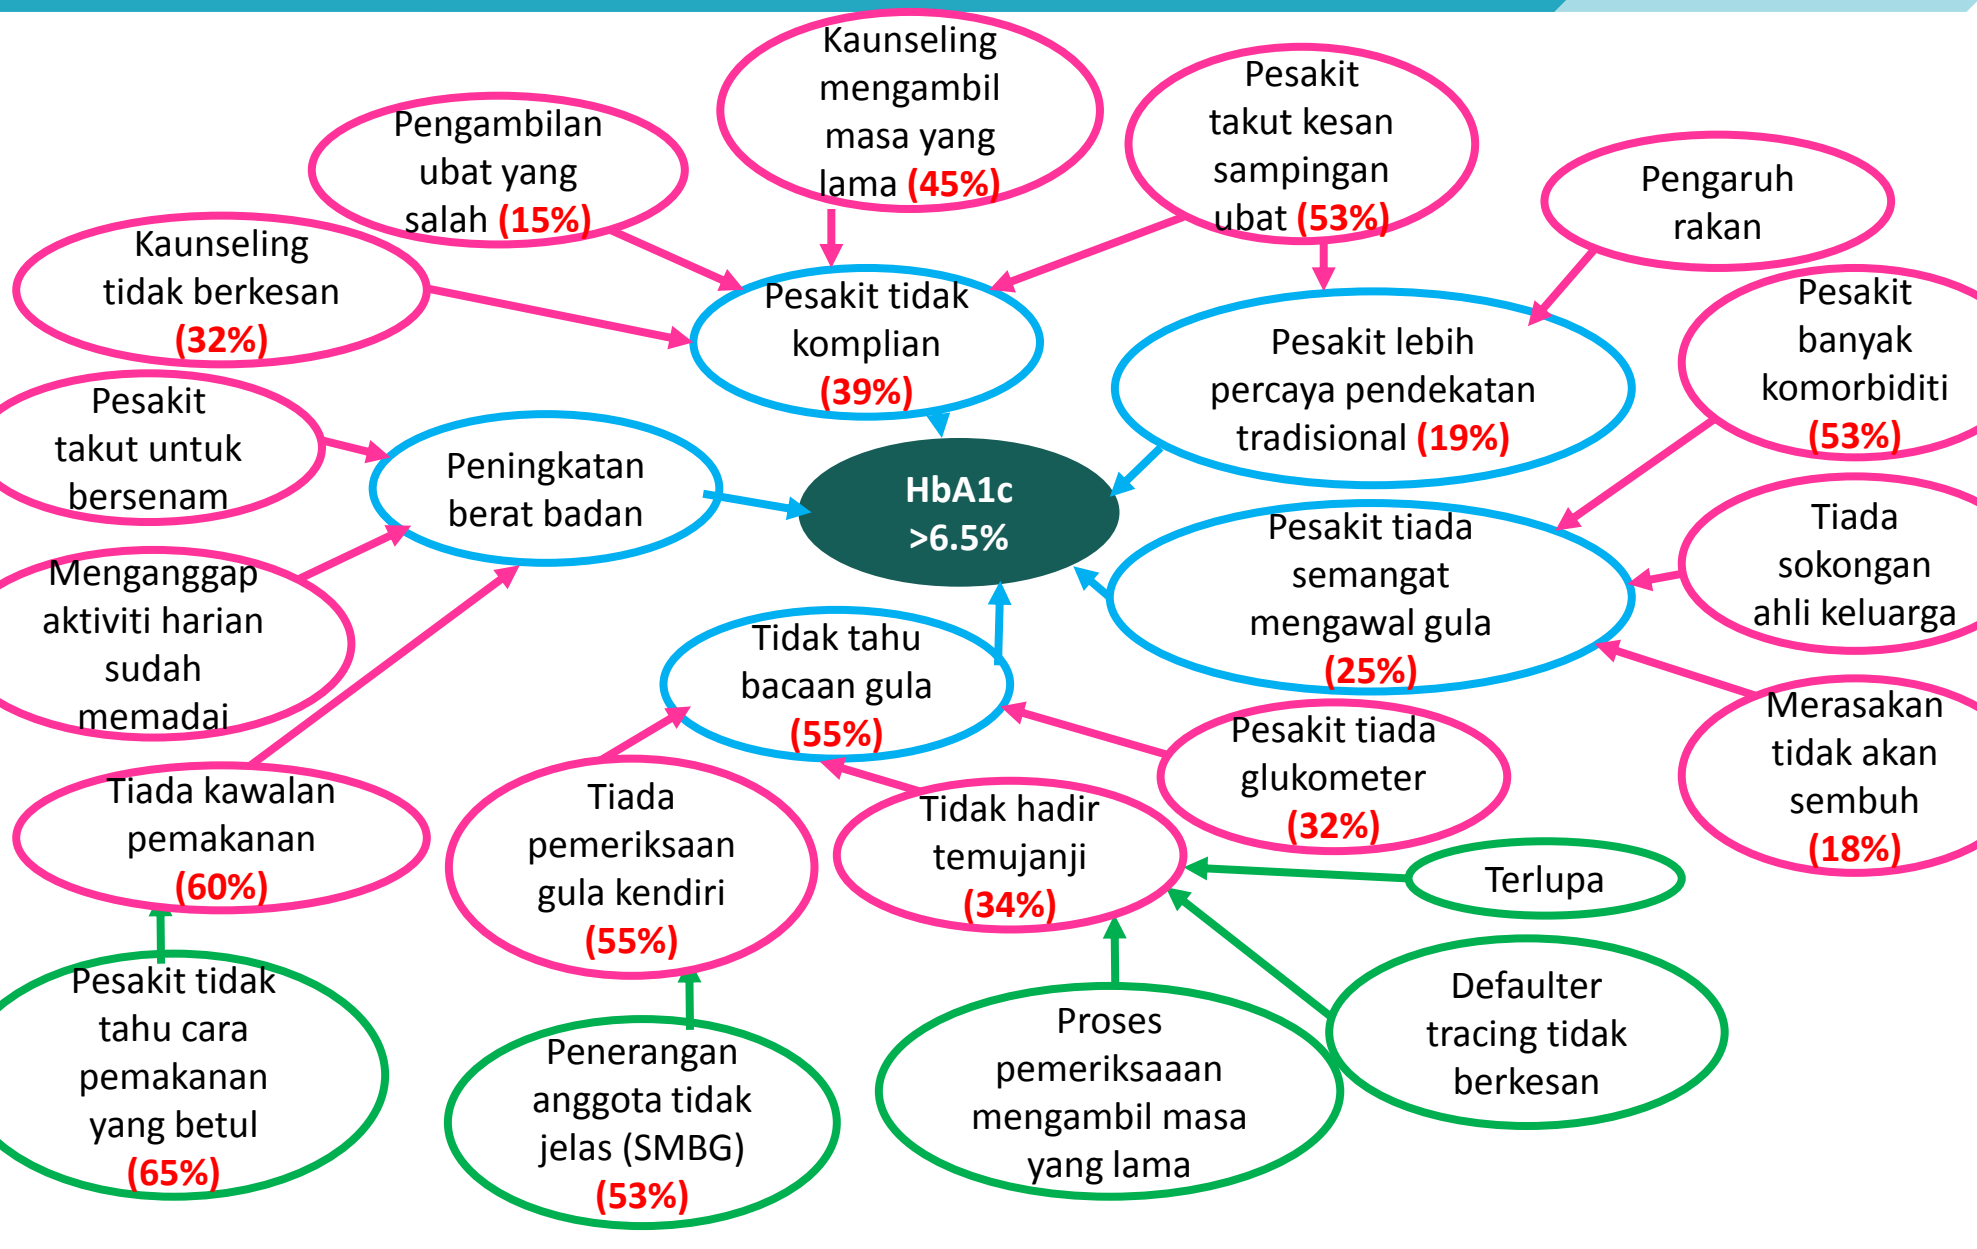 Kaunseling
mengambil
masa yang
lama (45%)
Pesakit
takut kesan
sampingan
ubat (53%)
Pengambilan
ubat yang
salah (15%)
Pengaruh
rakan
Kaunseling
tidak berkesan
(32%)
Pesakit tidak
komplian
(39%)
Pesakit lebih
percaya pendekatan
tradisional (19%)
Pesakit
banyak
komorbiditi
(53%)
Pesakit
takut untuk
bersenam
Peningkatan
berat badan
HbA1c
>6.5%
Pesakit tiada
semangat
mengawal gula
(25%)
Tiada
sokongan
ahli keluarga
Menganggap
aktiviti harian
sudah
memadai
Tidak tahu
bacaan gula
(55%)
Pesakit tiada
glukometer
(32%)
Merasakan
tidak akan
sembuh
(18%)
Tiada kawalan
pemakanan
(60%)
Tiada
pemeriksaan
gula kendiri
(55%)
Tidak hadir
temujanji
(34%)
Terlupa
Pesakit tidak
tahu cara
pemakanan
yang betul
(65%)
Penerangan
anggota tidak
jelas (SMBG)
(53%)
Proses
pemeriksaaan
mengambil masa
yang lama
Defaulter
tracing tidak
berkesan